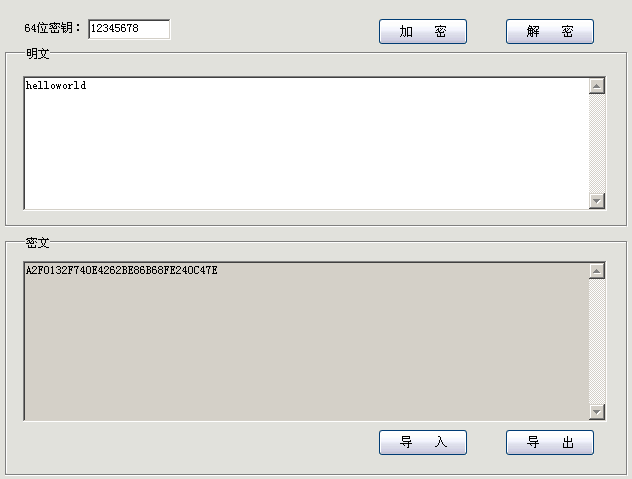 64位密钥： 12345678 加 密 解 密
明文
helloworld
密文
A2F0132F740E4262BE86B68FE240C47E
导 入 导 出